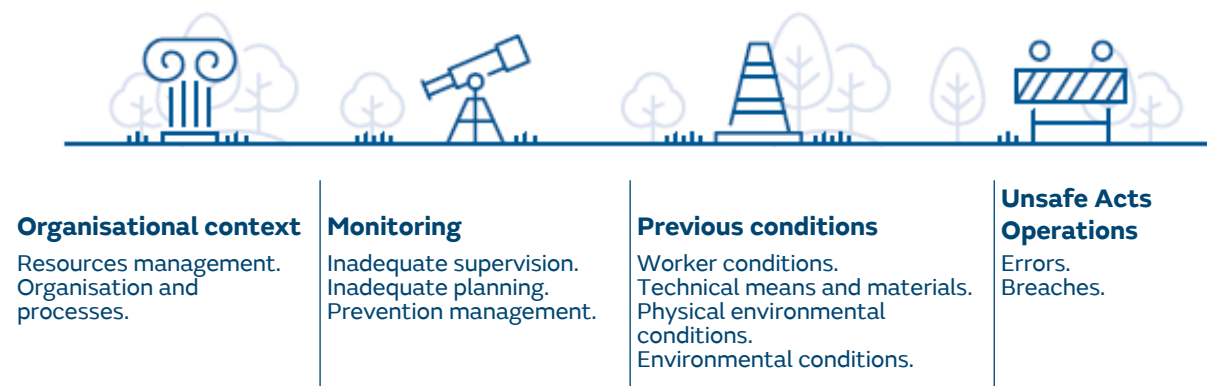 Organisational context
Resources management.
Organisation and
processes.
Monitoring
Inadequate supervision.
Inadequate planning.
Prevention management.
Previous conditions
Worker conditions.
Technical means and materials.
Physical environmental
conditions.
Environmental conditions.
Unsafe Acts
Operations
Errors.
Breaches.